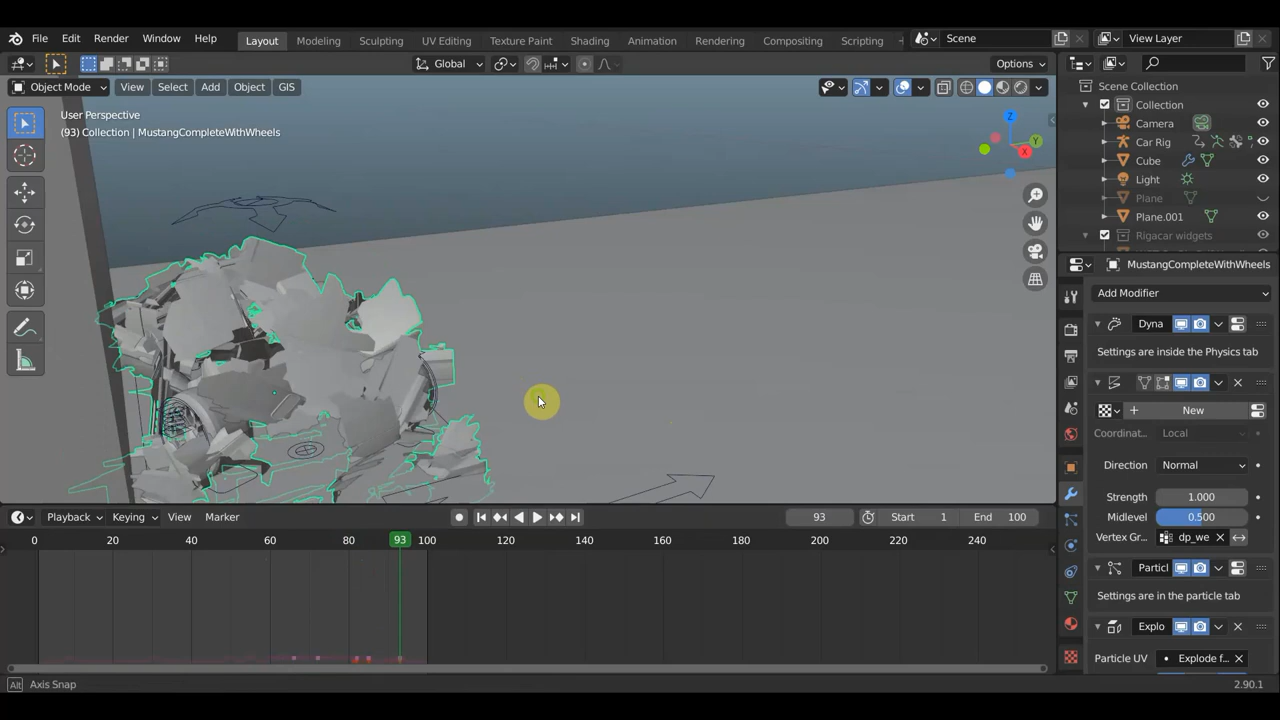 File Edit Render Window Help
Layout Modeling Sculpting UV Editing Texture Paint Shading Animation Rendering Compositing Scripting
Scene
View Layer
Global
Options
Object Mode View Select Add Object GIS
User Perspective
(93) Collection | MustangCompleteWithWheels
Z
Y
X
Scene Collection
Collection
Camera
Car Rig
Cube
Light
Plane
Plane.001
Rigacar widgets
MustangCompleteWithWheels
Add Modifier
Dyna
Settings are inside the Physics tab
New
Coordinat.. Local
Direction Normal
Strength 1.000
Midlevel 0.500
Vertex Gr... dp_we
Particl
Settings are in the particle tab
Explo
Particle UV Explode f...
Playback Keying View Marker
93 Start 1 End 100
0 20 40 60 80 93 100 120 140 160 180 200 220 240
Alt Axis Snap
2.90.1